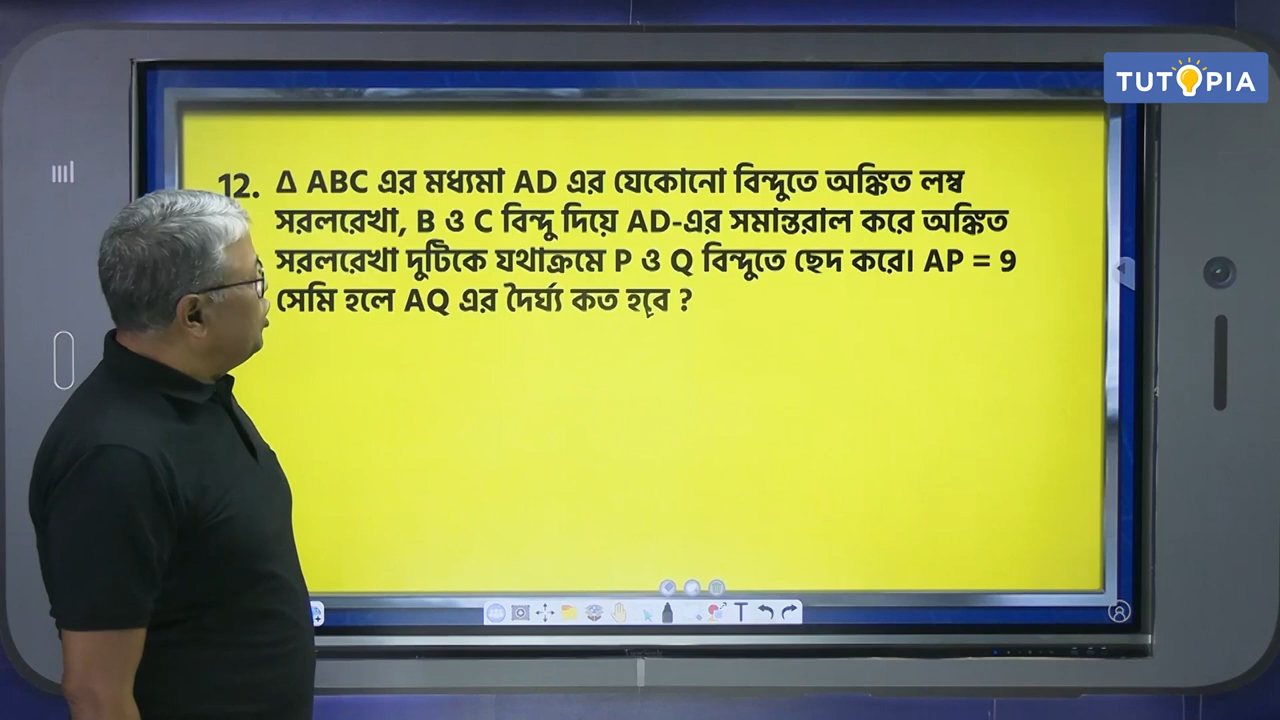 TUTOPIA
12. Δ ABC এর মধ্যমা AD এর যেকোনো বিন্দুতে অঙ্কিত লম্ব
সরলরেখা, B ও C বিন্দু দিয়ে AD-এর সমান্তরাল করে অঙ্কিত
সরলরেখা দুটিকে যথাক্রমে P ও Q বিন্দুতে ছেদ করে। AP = 9
সেমি হলে AQ এর দৈর্ঘ্য কত হবে ?